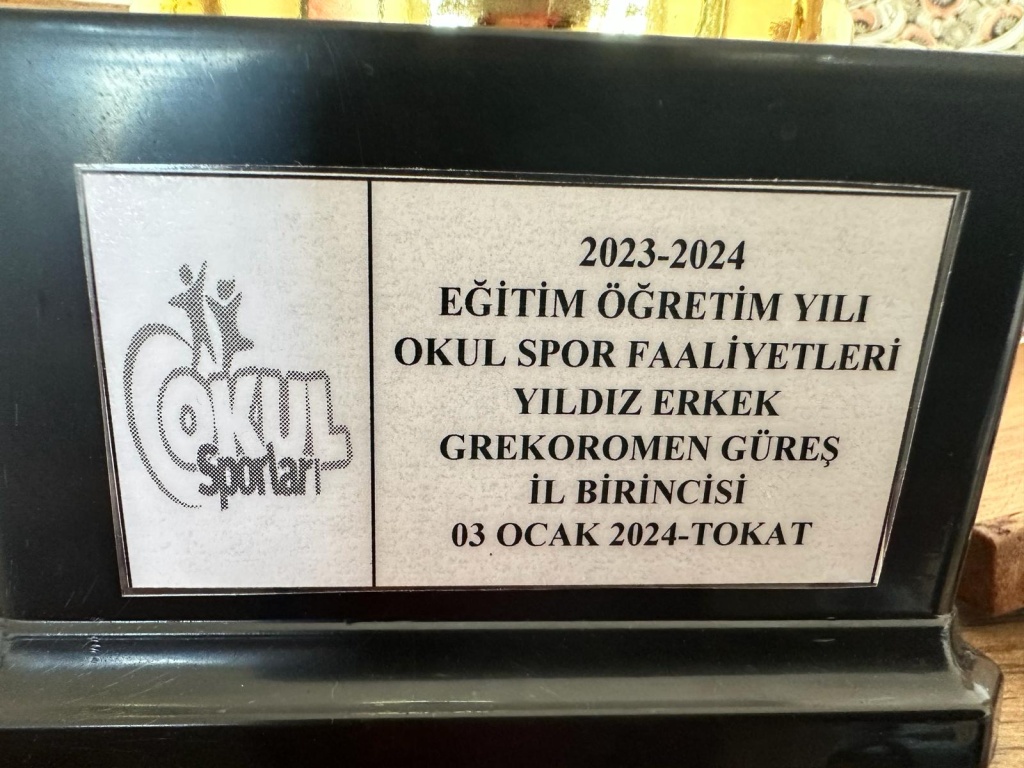 OKUL
Sporları
2023-2024
EĞİTİM ÖĞRETİM YILI
OKUL SPOR FAALİYETLERİ
YILDIZ ERKEK
GREKOROMEN GÜREŞ
İL BİRİNCİSİ
03 OCAK 2024-TOKAT